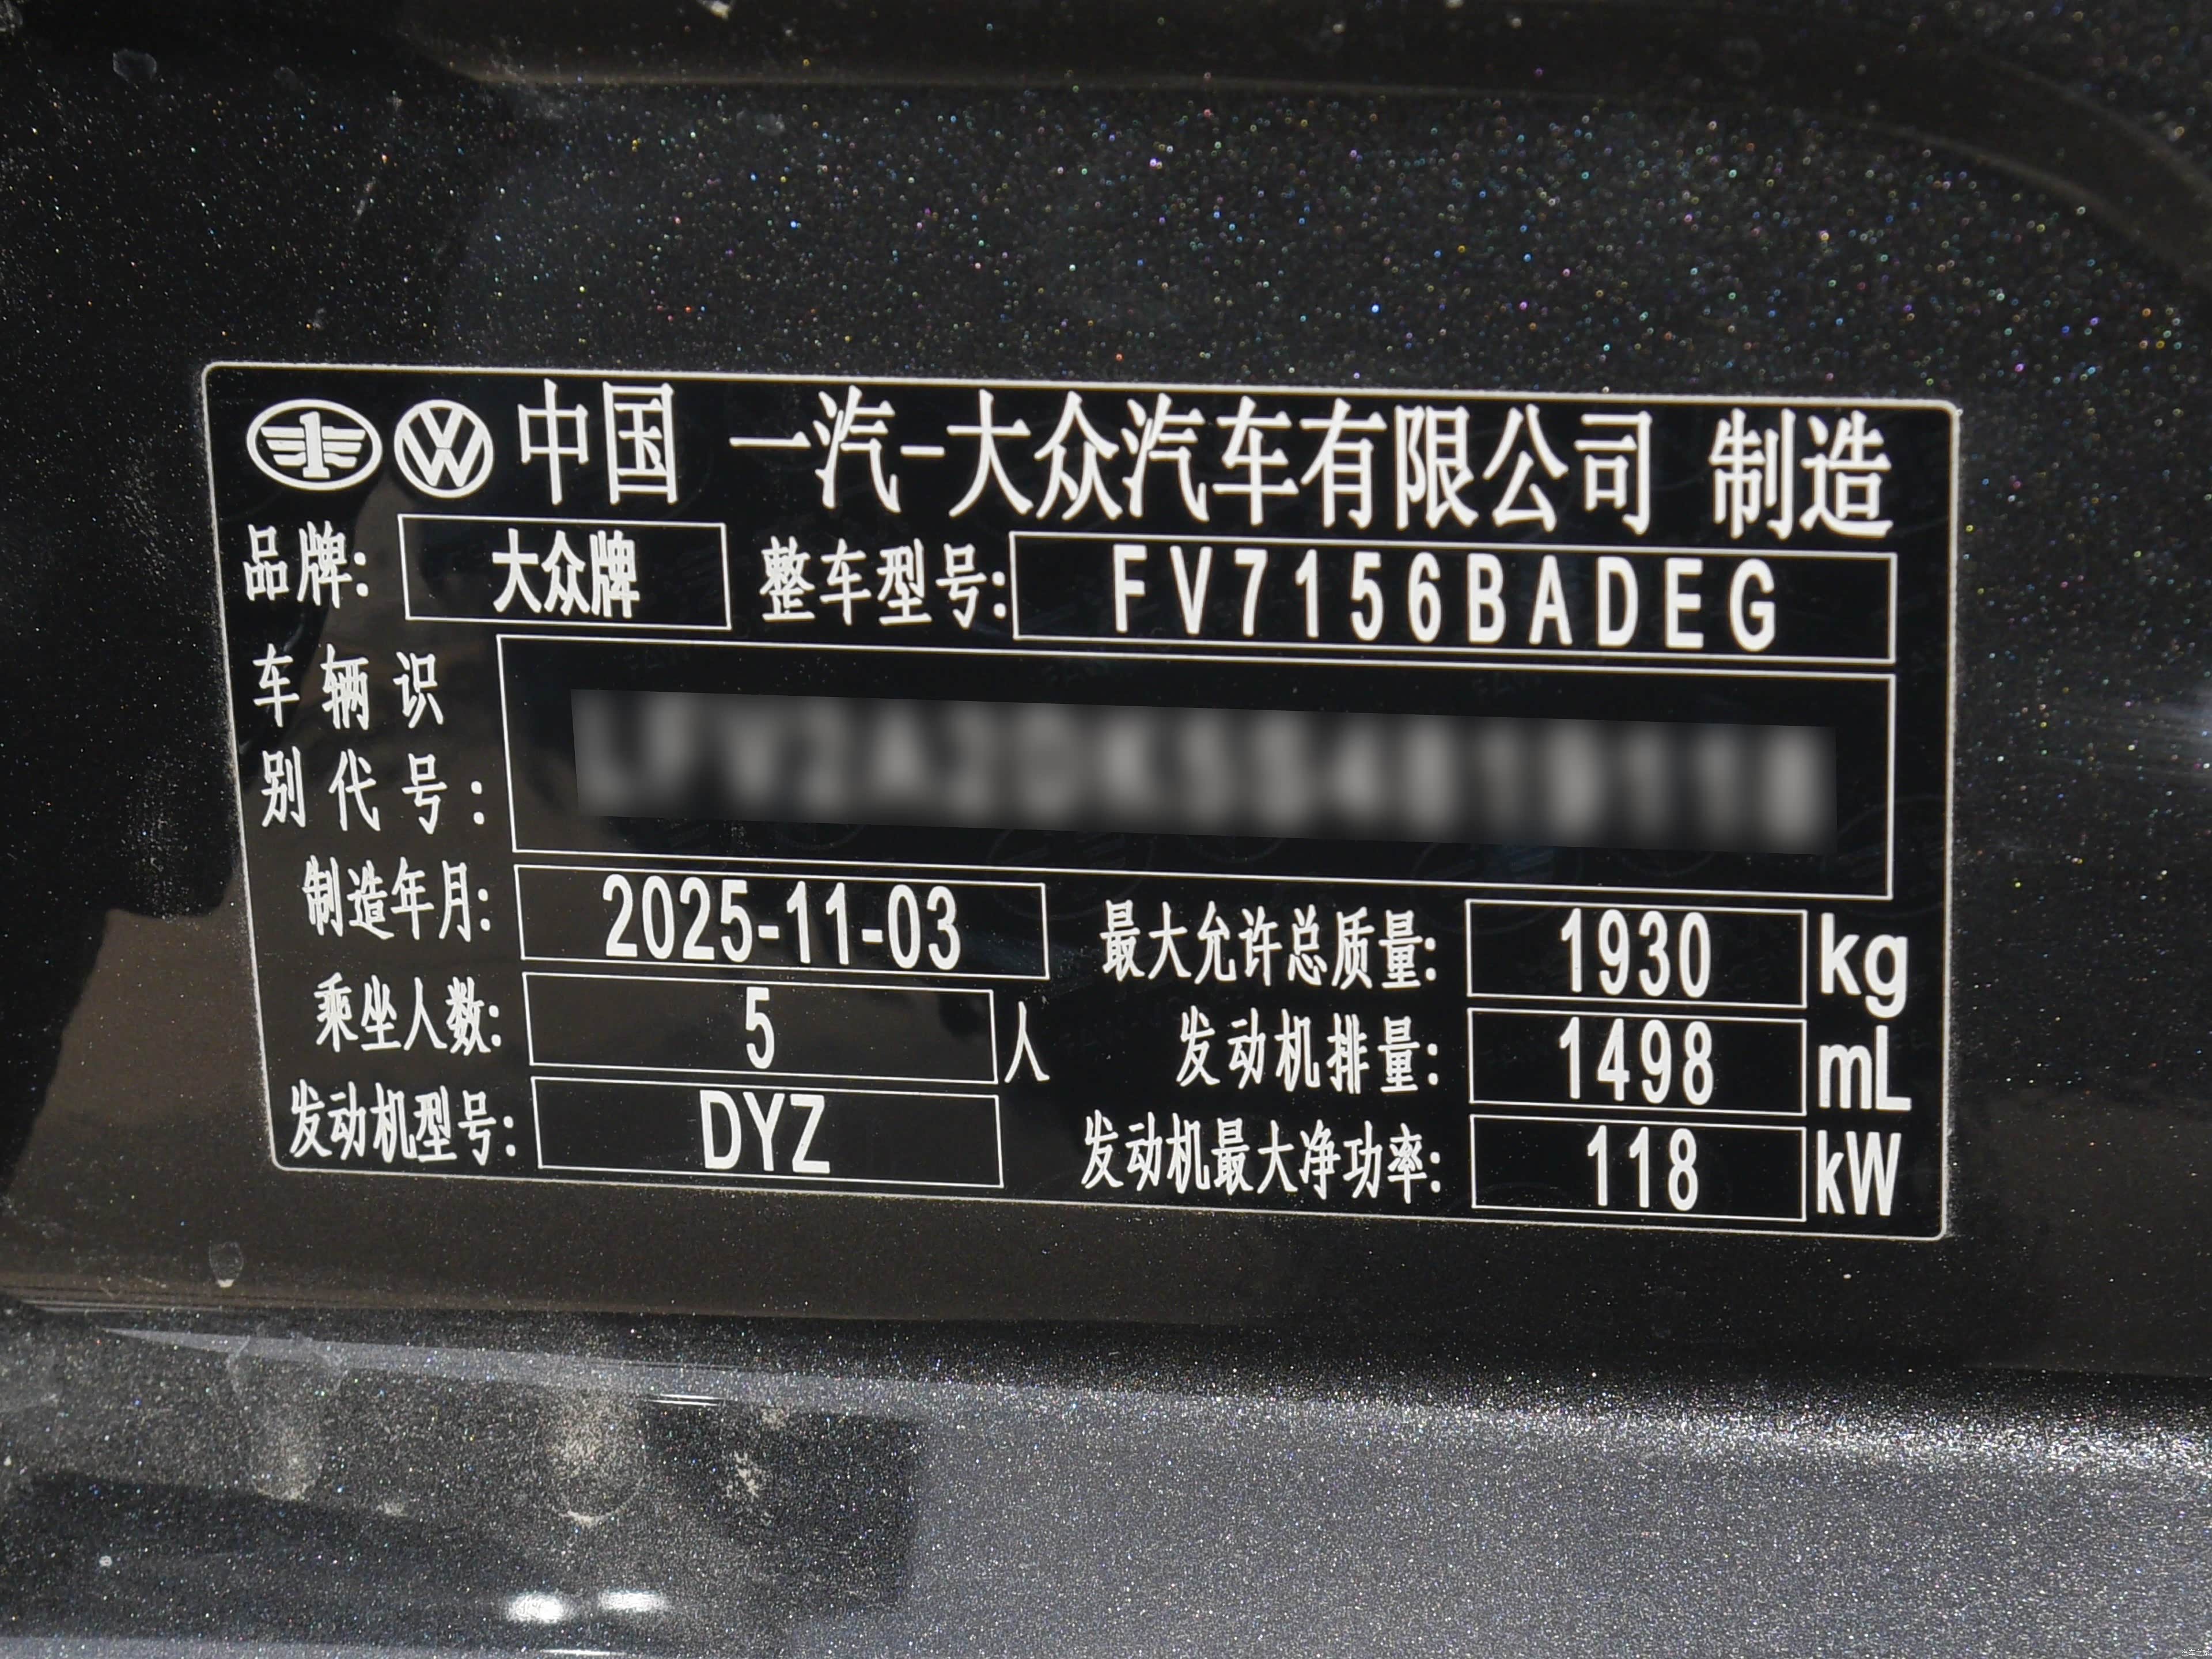 中国 一汽-大众汽车有限公司 制造
品牌: 大众牌 整车型号: FV7156BADEG
车辆识
别代号:
制造年月: 2025-11-03 最大允许总质量: 1930 kg
乘坐人数: 5 人 发动机排量: 1498 mL
发动机型号: DYZ 发动机最大净功率: 118 kW